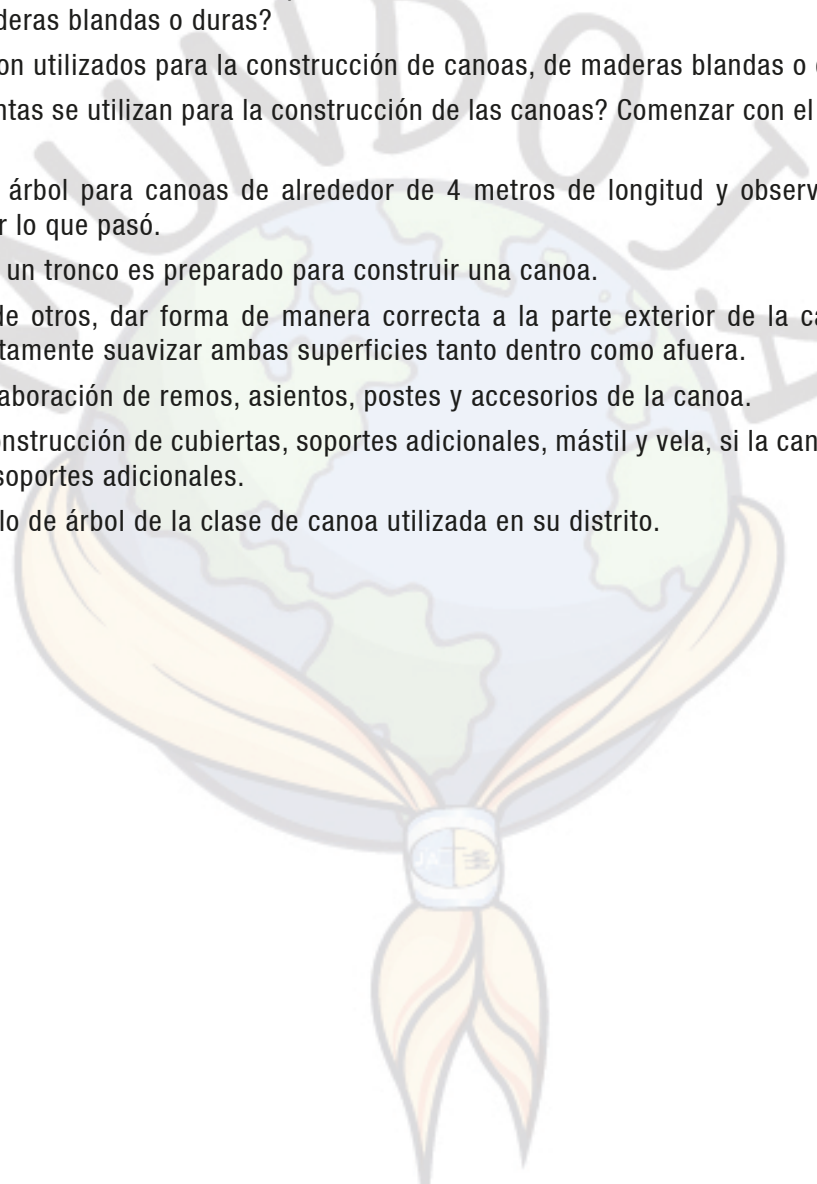 deras blandas o duras?
on utilizados para la construcción de canoas, de maderas blandas o
ntas se utilizan para la construcción de las canoas? Comenzar con el
árbol para canoas de alrededor de 4 metros de longitud y observ
r lo que pasó.
un tronco es preparado para construir una canoa.
de otros, dar forma de manera correcta a la parte exterior de la ca
tamente suavizar ambas superficies tanto dentro como afuera.
aboración de remos, asientos, postes y accesorios de la canoa.
onstrucción de cubiertas, soportes adicionales, mástil y vela, si la can
soportes adicionales.
lo de árbol de la clase de canoa utilizada en su distrito.
MUNDO JA
JA